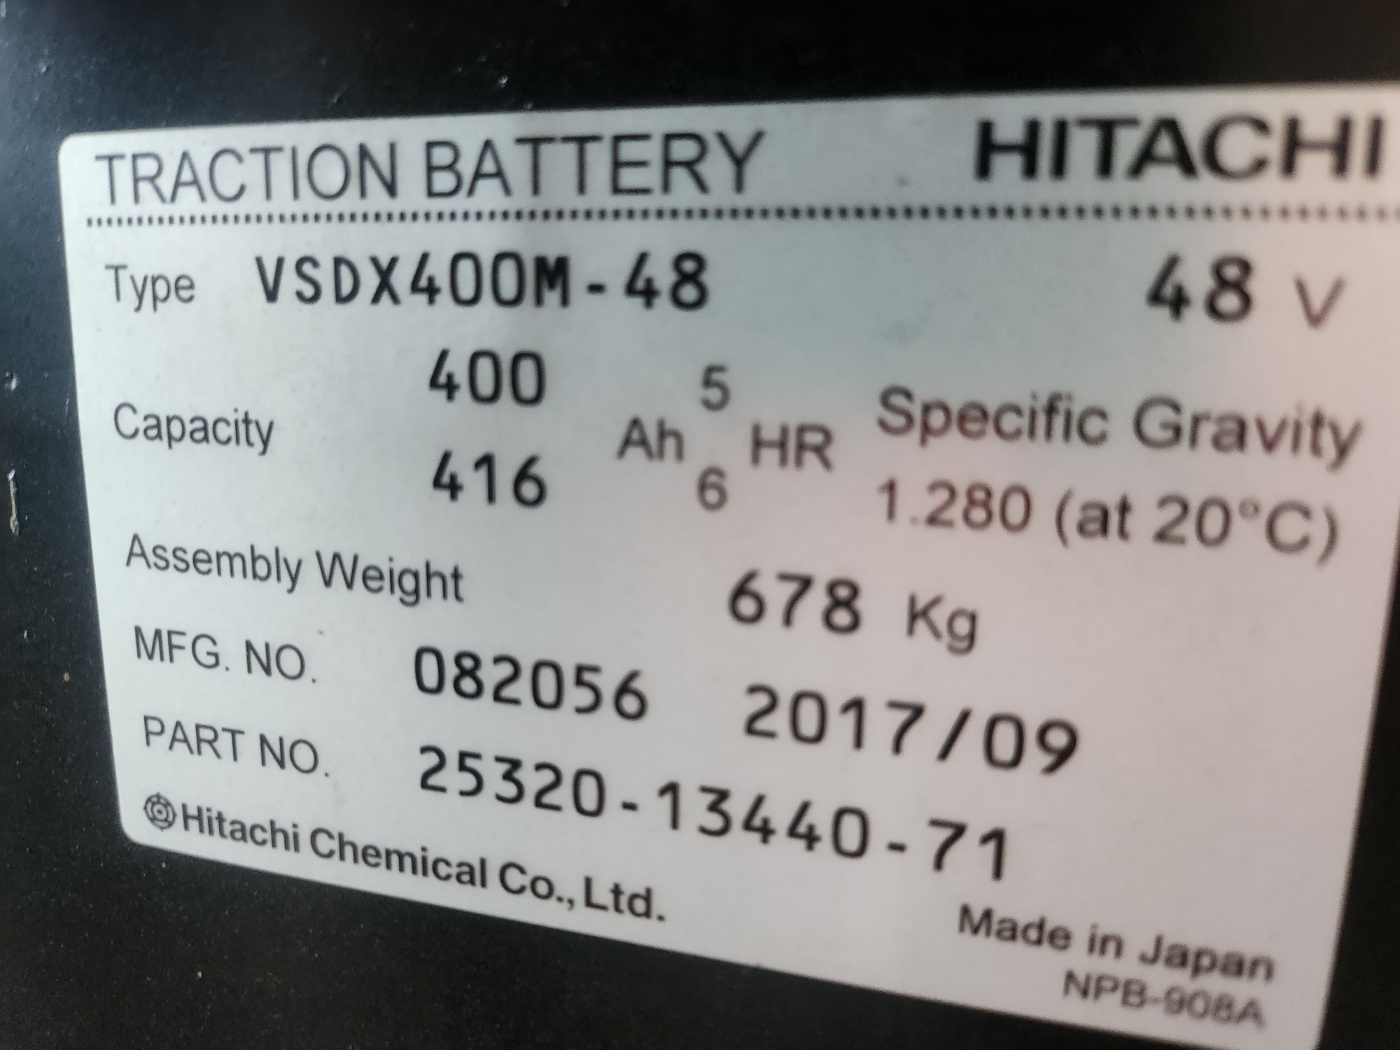 TRACTION BATTERY HITACHI
Type VSDX400M-48 48 V
400 5
Capacity Ah HR Specific Gravity
416 6 1.280 (at 20°C)
Assembly Weight 678 Kg
MFG. NO. 082056 2017/09
PART NO. 25320-13440-71
Hitachi Chemical Co., Ltd.
Made in Japan
NPB-908A